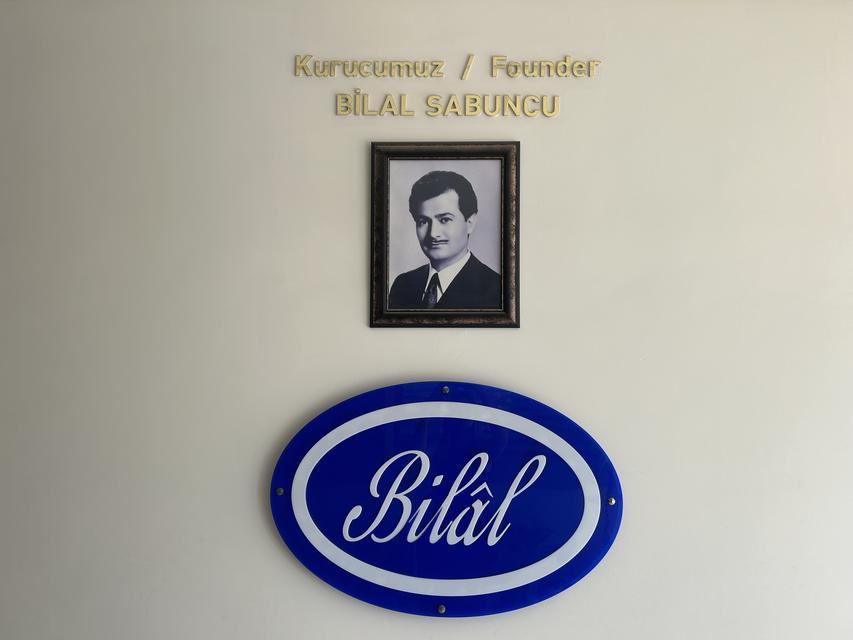 Kurucumuz / Founder
BİLAL SABUNCU
Bilâl